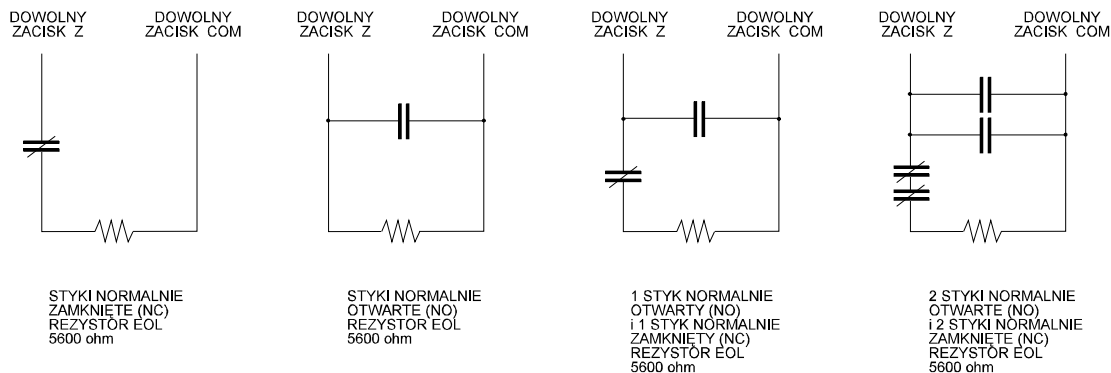 DOWOLNY
ZACISK Z
DOWOLNY
ZACISK COM
STYKI NORMALNIE
ZAMKNIĘTE (NC)
REZYSTOR EOL
5600 ohm
DOWOLNY
ZACISK Z
DOWOLNY
ZACISK COM
STYKI NORMALNIE
OTWARTE (NO)
REZYSTOR EOL
5600 ohm
DOWOLNY
ZACISK Z
DOWOLNY
ZACISK COM
1 STYK NORMALNIE
OTWARTY (NO)
i 1 STYK NORMALNIE
ZAMKNIĘTY (NC)
REZYSTOR EOL
5600 ohm
DOWOLNY
ZACISK Z
DOWOLNY
ZACISK COM
2 STYKI NORMALNIE
OTWARTE (NO)
i 2 STYKI NORMALNIE
ZAMKNIĘTE (NC)
REZYSTOR EOL
5600 ohm